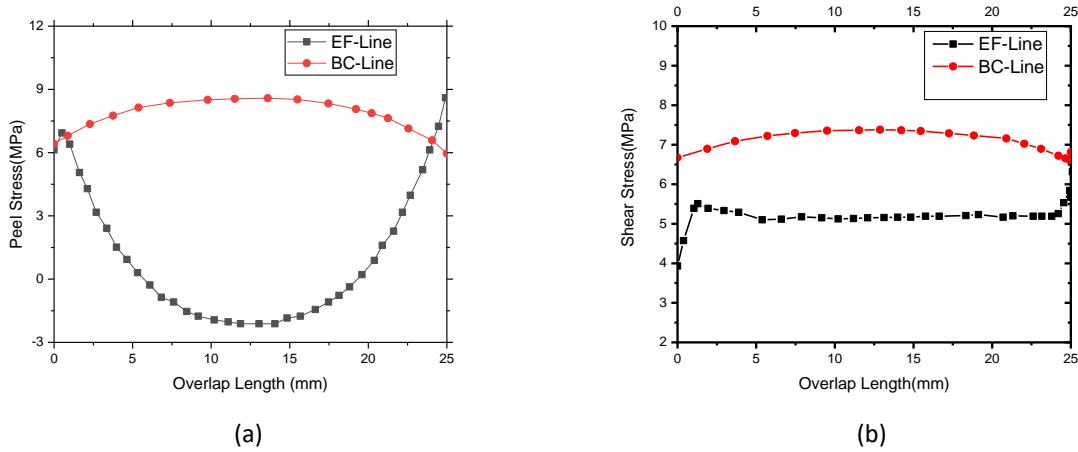 EF-Line
BC-Line
12
9
6
3
0
-3
Peel Stress(MPa)
0 5 10 15 20 25
Overlap Length (mm)
(a)
0 5 10 15 20 25
EF-Line
BC-Line
10
9
8
7
6
5
4
3
2
Shear Stress(MPa)
0 5 10 15 20 25
Overlap Length(mm)
(b)